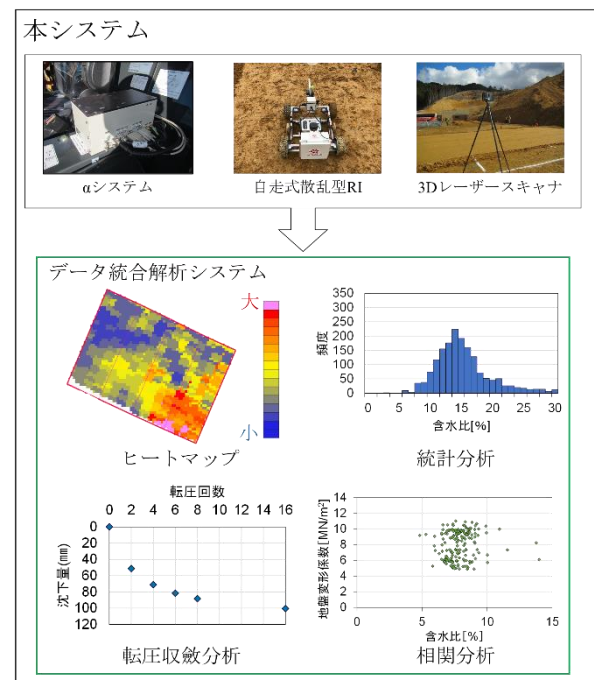 本システム
αシステム
自走式散乱型RI
3Dレーザースキャナ
データ統合解析システム
大
小
ヒートマップ
頻度
350
300
250
200
150
100
50
0
0 5 10 15 20 25 30
含水比[%]
統計分析
転圧回数
0 2 4 6 8 10 12 14 16
沈下量(mm)
0
20
40
60
80
100
120
転圧収斂分析
地盤変形係数[MN/m²]
14
12
10
8
6
4
2
0
0 5 10 15
含水比[%]
相関分析